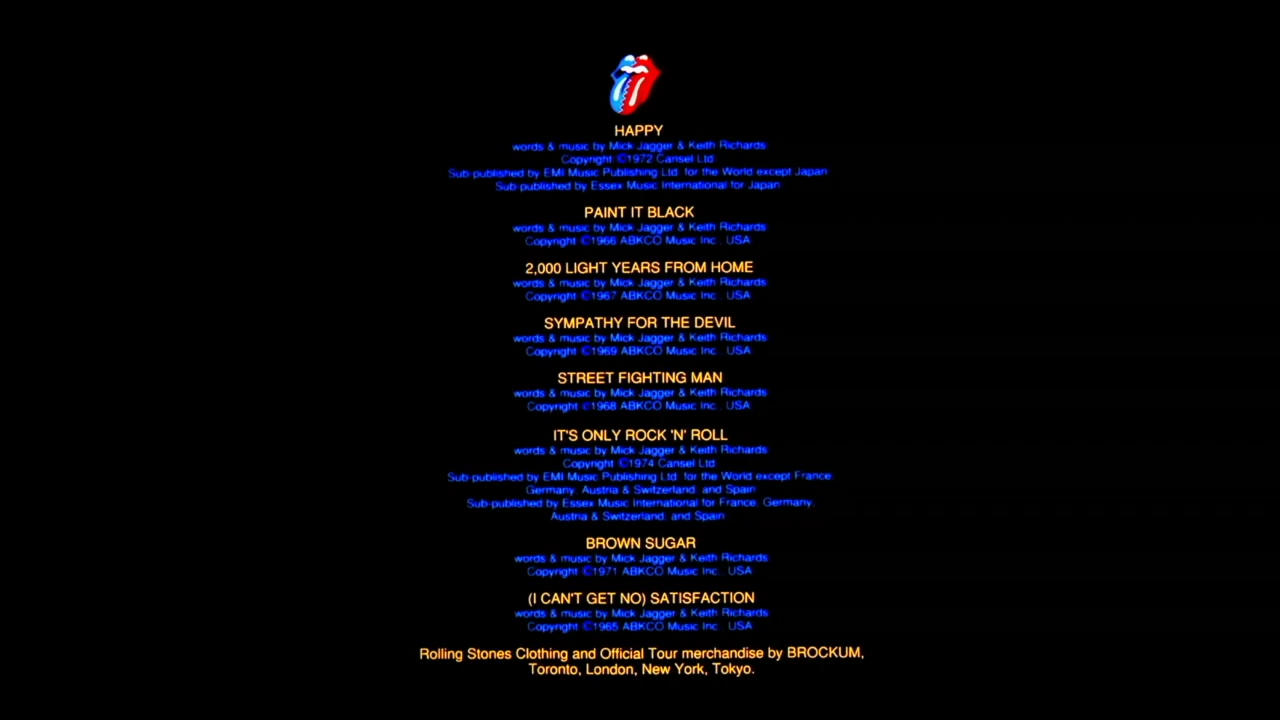 HAPPY
words & music by Mick Jagger & Keith Richards
Copyright ©1972 Cansel Ltd.
Sub-published by EMI Music Publishing Ltd. for the World except Japan
Sub-published by Essex Music International for Japan
PAINT IT BLACK
words & music by Mick Jagger & Keith Richards
Copyright ©1966 ABKCO Music Inc., USA
2,000 LIGHT YEARS FROM HOME
words & music by Mick Jagger & Keith Richards
Copyright ©1967 ABKCO Music Inc., USA
SYMPATHY FOR THE DEVIL
words & music by Mick Jagger & Keith Richards
Copyright ©1969 ABKCO Music Inc., USA
STREET FIGHTING MAN
words & music by Mick Jagger & Keith Richards
Copyright ©1968 ABKCO Music Inc., USA
IT'S ONLY ROCK 'N' ROLL
words & music by Mick Jagger & Keith Richards
Copyright ©1974 Cansel Ltd.
Sub-published by EMI Music Publishing Ltd. for the World except France,
Germany, Austria & Switzerland, and Spain
Sub-published by Essex Music International for France, Germany,
Austria & Switzerland, and Spain
BROWN SUGAR
words & music by Mick Jagger & Keith Richards
Copyright ©1971 ABKCO Music Inc., USA
(I CAN'T GET NO) SATISFACTION
words & music by Mick Jagger & Keith Richards
Copyright ©1965 ABKCO Music Inc., USA
Rolling Stones Clothing and Official Tour merchandise by BROCKUM,
Toronto, London, New York, Tokyo.